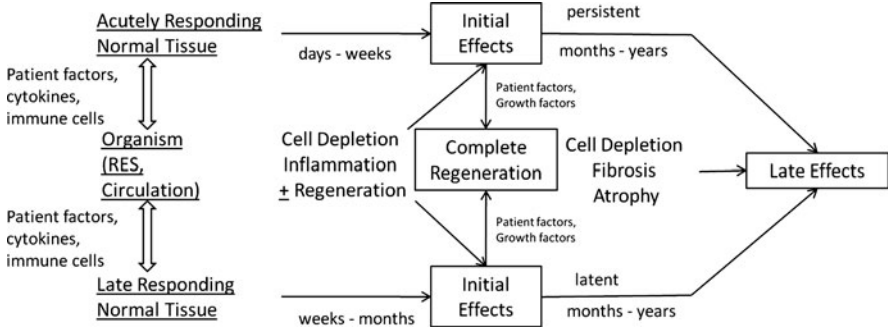 Acutely Responding
Normal Tissue
days - weeks
Initial
Effects
persistent
months - years
Patient factors,
cytokines,
immune cells
Patient factors,
Growth factors
Organism
(RES,
Circulation)
Cell Depletion
Inflammation
+ Regeneration
Complete
Regeneration
Cell Depletion
Fibrosis
Atrophy
Late Effects
Patient factors,
cytokines,
immune cells
Patient factors,
Growth factors
Late Responding
Normal Tissue
weeks - months
Initial
Effects
latent
months - years